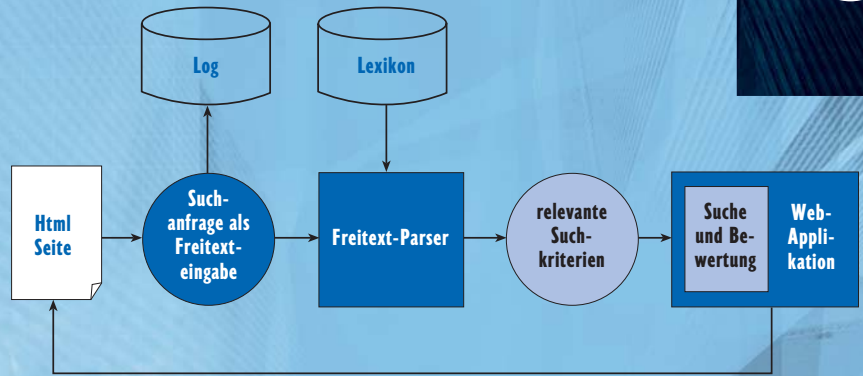 Log
Lexikon
Html
Seite
Such-
anfrage als
Freitext-
eingabe
Freitext-Parser
relevante
Such-
kriterien
Suche
und Be-
wertung
Web-
Appli-
kation